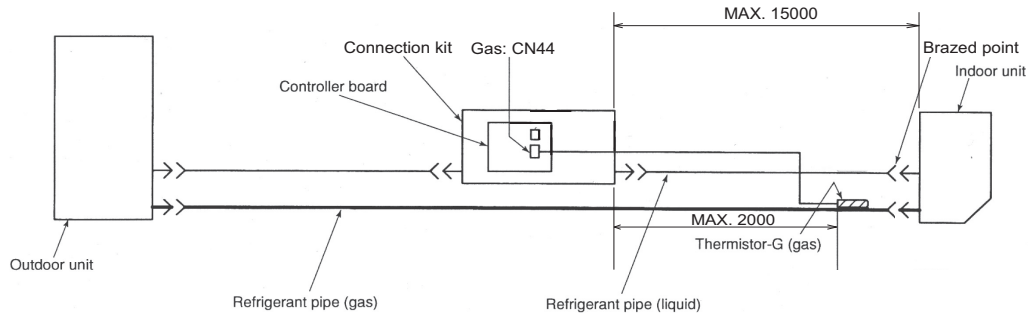 MAX. 15000
Connection kit
Gas: CN44
Brazed point
Indoor unit
Controller board
MAX. 2000
Thermistor-G (gas)
Outdoor unit
Refrigerant pipe (gas)
Refrigerant pipe (liquid)